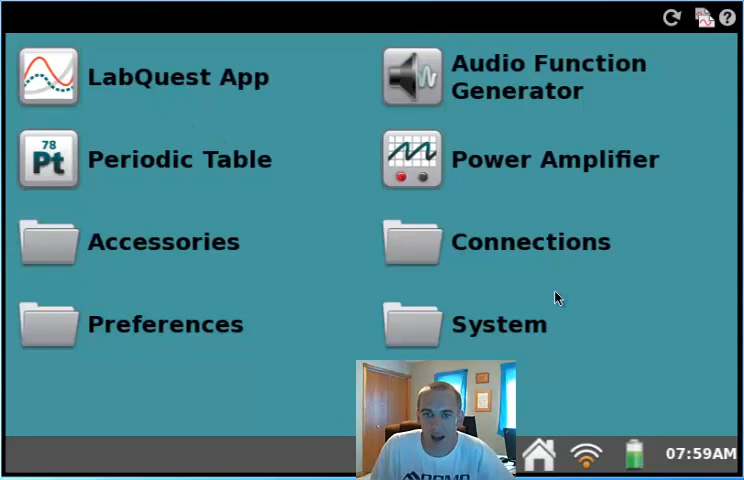 LabQuest App
Audio Function
Generator
78
Pt
Periodic Table
Power Amplifier
Accessories
Connections
Preferences
System
07:59AM